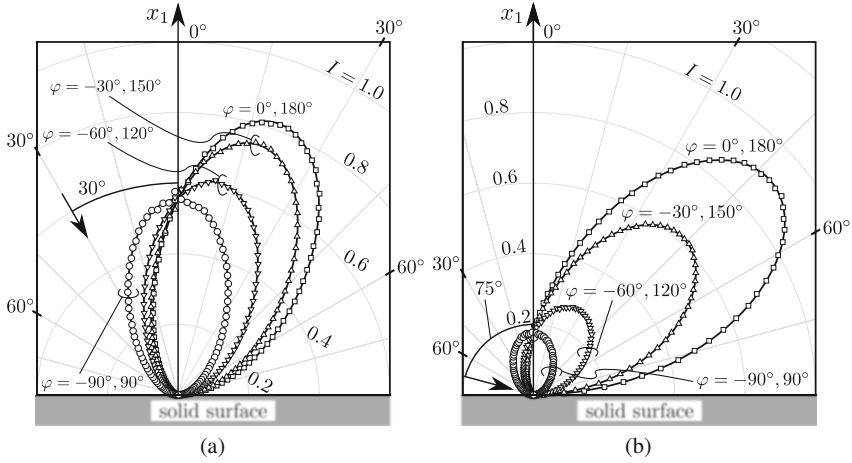 x₁
0°
30°
I = 1.0
φ = −30°, 150°
φ = 0°, 180°
φ = −60°, 120°
30°
30°
0.8
0.6
60°
60°
0.4
φ = −90°, 90°
0.2
solid surface
(a)
x₁
0°
30°
I = 1.0
0.8
φ = 0°, 180°
0.6
φ = −30°, 150°
60°
0.4
30°
75°
φ = −60°, 120°
0.2
60°
φ = −90°, 90°
solid surface
(b)